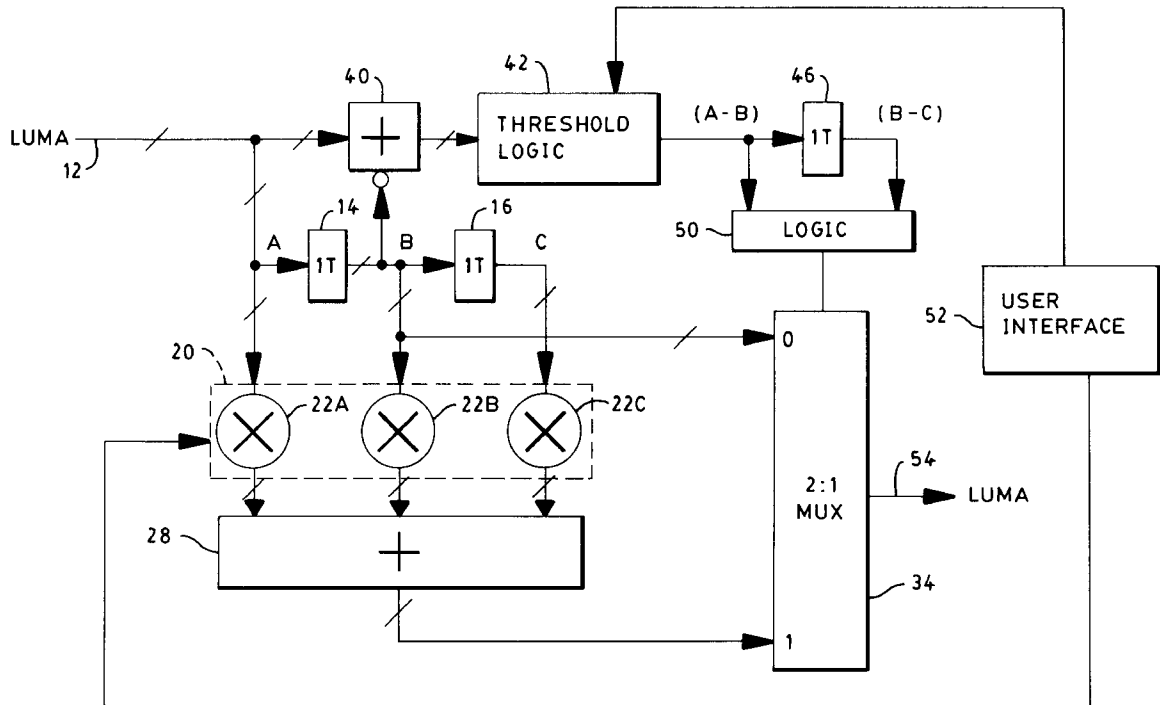 40
42
46
(A-B)
(B-C)
LUMA
12
+
THRESHOLD
LOGIC
1T
14
16
50
LOGIC
A
1T
B
1T
C
52
USER
INTERFACE
20
0
22A
22B
22C
2:1
MUX
54
LUMA
28
+
34
1